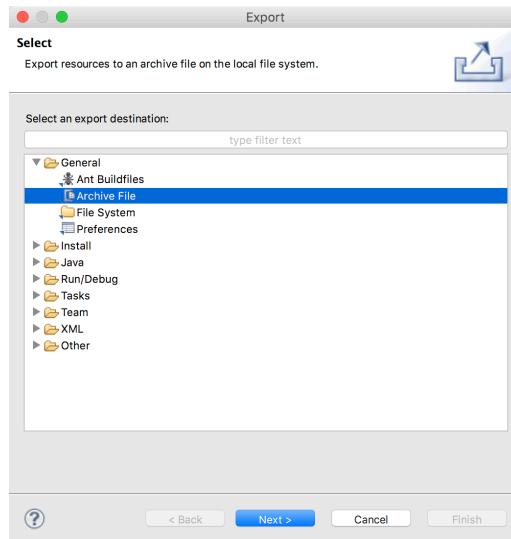 Export
Select
Export resources to an archive file on the local file system.
Select an export destination:
type filter text
General
Ant Buildfiles
Archive File
File System
Preferences
Install
Java
Run/Debug
Tasks
Team
XML
Other
?
< Back
Next >
Cancel
Finish